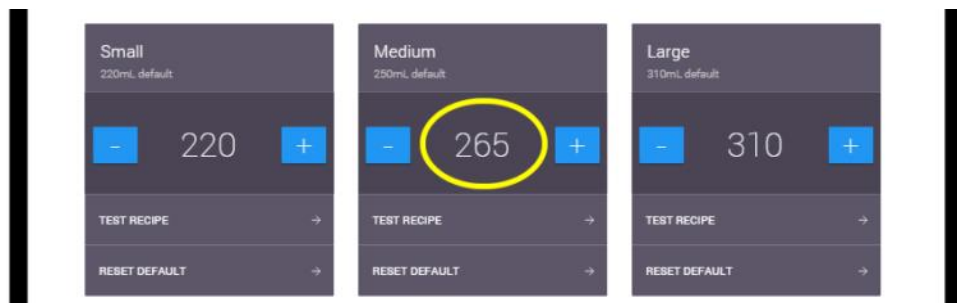 Small
220mL default
- 220 +
TEST RECIPE →
RESET DEFAULT →
Medium
250mL default
- 265 +
TEST RECIPE →
RESET DEFAULT →
Large
310mL default
- 310 +
TEST RECIPE →
RESET DEFAULT →